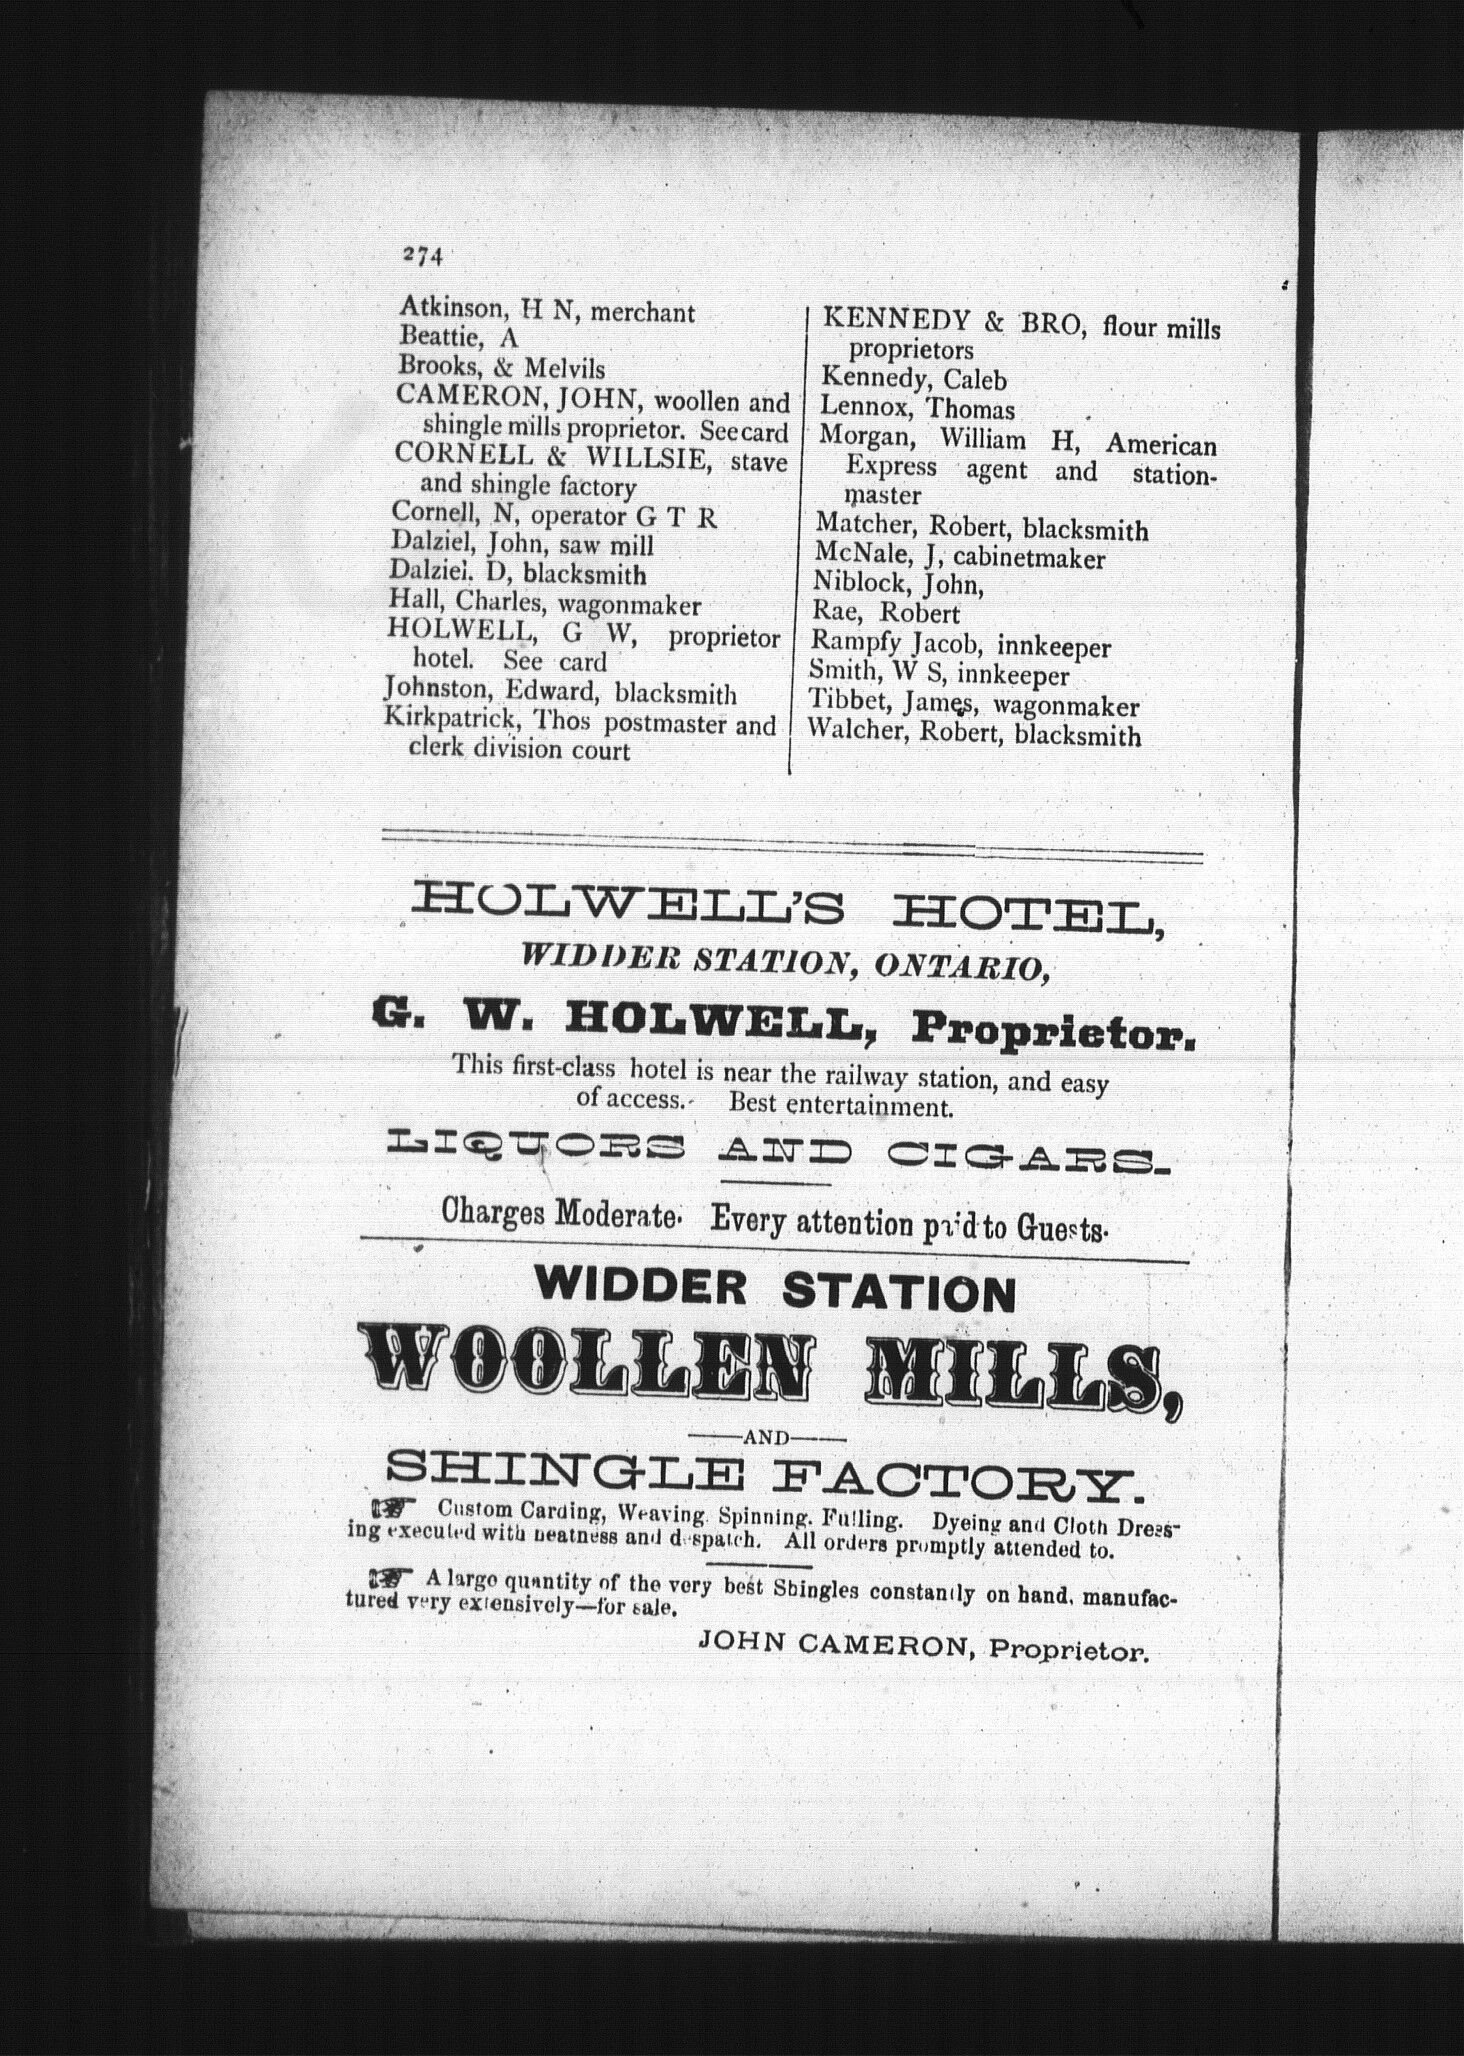 274
Atkinson, H N, merchant
Beattie, A
Brooks, & Melvils
CAMERON, JOHN, woollen and
shingle mills proprietor. See card
CORNELL & WILLSIE, stave
and shingle factory
Cornell, N, operator G T R
Dalziel, John, saw mill
Dalziel. D, blacksmith
Hall, Charles, wagonmaker
HOLWELL, G W, proprietor
hotel. See card
Johnston, Edward, blacksmith
Kirkpatrick, Thos postmaster and
clerk division court
KENNEDY & BRO, flour mills
proprietors
Kennedy, Caleb
Lennox, Thomas
Morgan, William H, American
Express agent and station-
master
Matcher, Robert, blacksmith
McNale, J, cabinetmaker
Niblock, John,
Rae, Robert
Rampfy Jacob, innkeeper
Smith, W S, innkeeper
Tibbet, James, wagonmaker
Walcher, Robert, blacksmith
HOLWELL'S HOTEL,
WIDDER STATION, ONTARIO,
G. W. HOLWELL, Proprietor.
This first-class hotel is near the railway station, and easy
of access. Best entertainment.
LIQUORS AND CIGARS.
Charges Moderate. Every attention paid to Guests.
WIDDER STATION
WOOLLEN MILLS,
—AND—
SHINGLE FACTORY.
☞ Custom Carding, Weaving. Spinning. Fulling. Dyeing and Cloth Dress-
ing executed with neatness and despatch. All orders promptly attended to.
☞ A large quantity of the very best Shingles constantly on hand, manufac-
tured very extensively—for sale.
JOHN CAMERON, Proprietor.